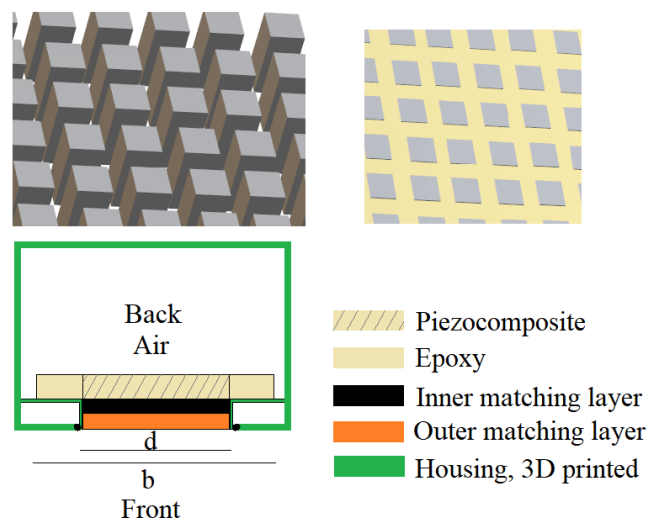 Back
Air
d
b
Front
Piezocomposite
Epoxy
Inner matching layer
Outer matching layer
Housing, 3D printed